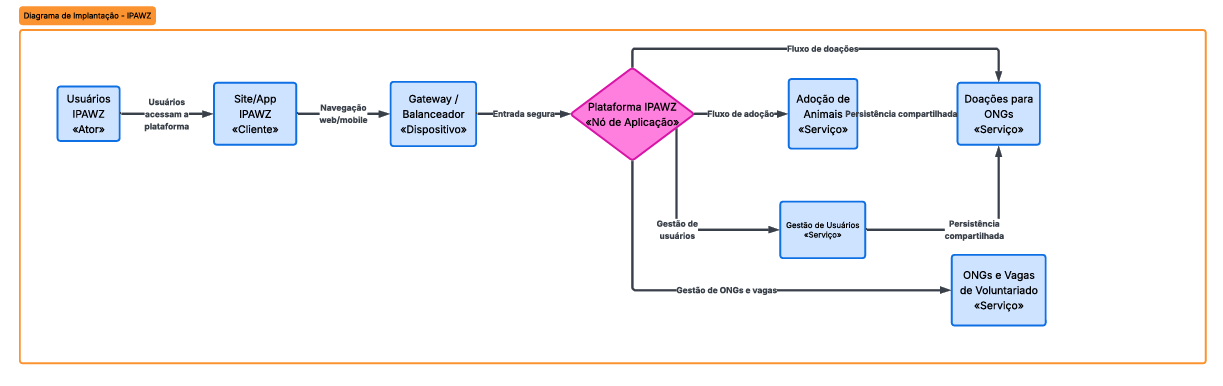 Diagrama de Implantação - IPAWZ
Usuários
IPAWZ
«Ator»
Usuários
acessam a
plataforma
Site/App
IPAWZ
«Cliente»
Navegação
web/mobile
Gateway /
Balanceador
«Dispositivo»
Entrada segura
Plataforma IPAWZ
«Nó de Aplicação»
Fluxo de doações
Fluxo de adoção
Adoção de
Animais
«Serviço»
Persistência compartilhada
Doações para
ONGs
«Serviço»
Gestão de
usuários
Gestão de Usuários
«Serviço»
Persistência
compartilhada
Gestão de ONGs e vagas
ONGs e Vagas
de Voluntariado
«Serviço»